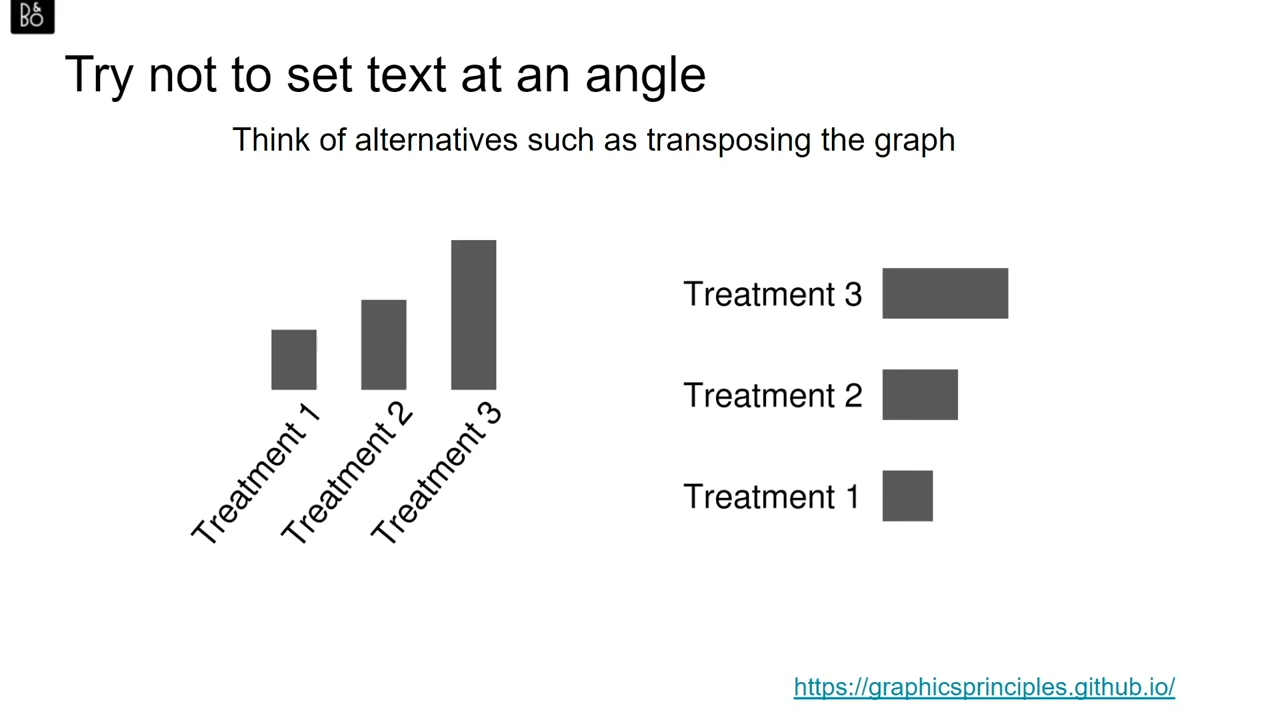 B&O
Try not to set text at an angle
Think of alternatives such as transposing the graph
Treatment 1
Treatment 2
Treatment 3
Treatment 3
Treatment 2
Treatment 1
https://graphicsprinciples.github.io/